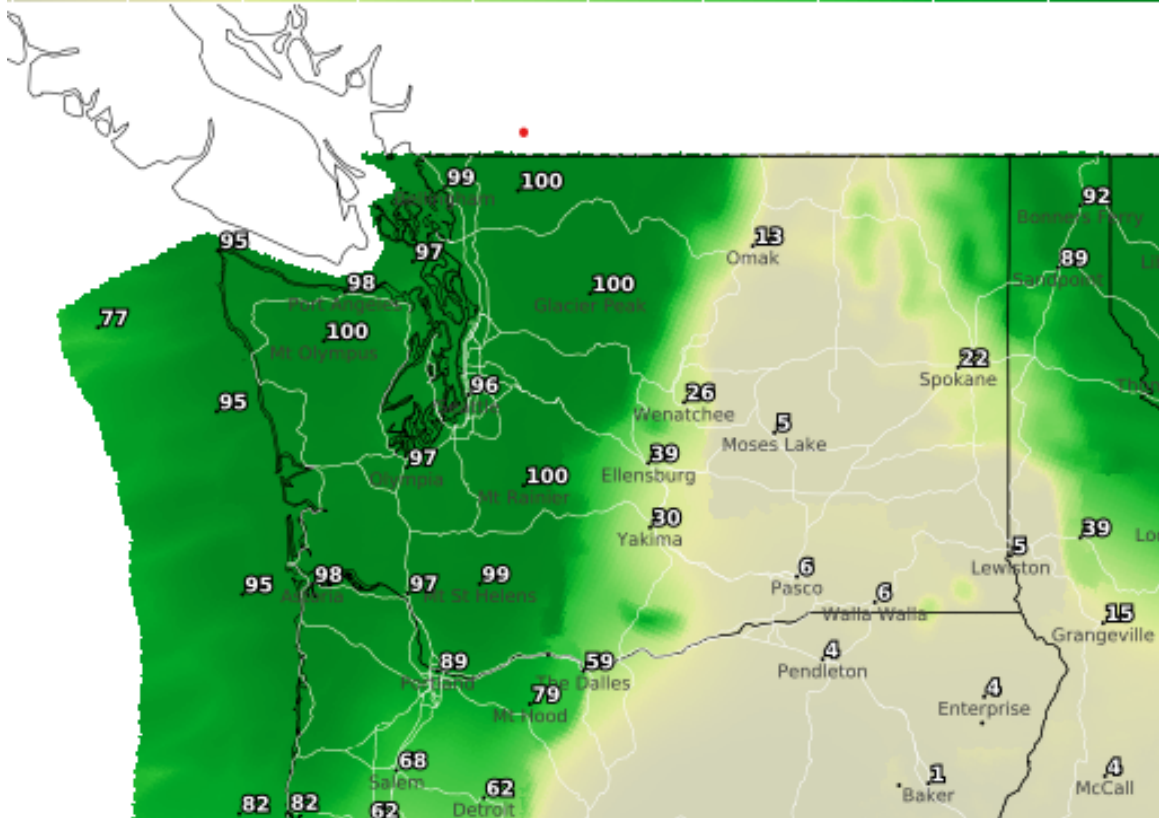 99
100
92
Bellingham
Bonners Ferry
95
97
13
Omak
89
Sandpoint
98
Port Angeles
100
Glacier Peak
77
100
Mt Olympus
22
Spokane
96
Seattle
26
Wenatchee
95
5
Moses Lake
97
Olympia
39
Ellensburg
100
Mt Rainier
30
Yakima
39
5
Lewiston
95
98
Astoria
97
99
Mt St Helens
6
Pasco
6
Walla Walla
15
Grangeville
89
Portland
59
The Dalles
4
Pendleton
79
Mt Hood
4
Enterprise
68
Salem
62
Detroit
1
Baker
4
McCall
82
82
62